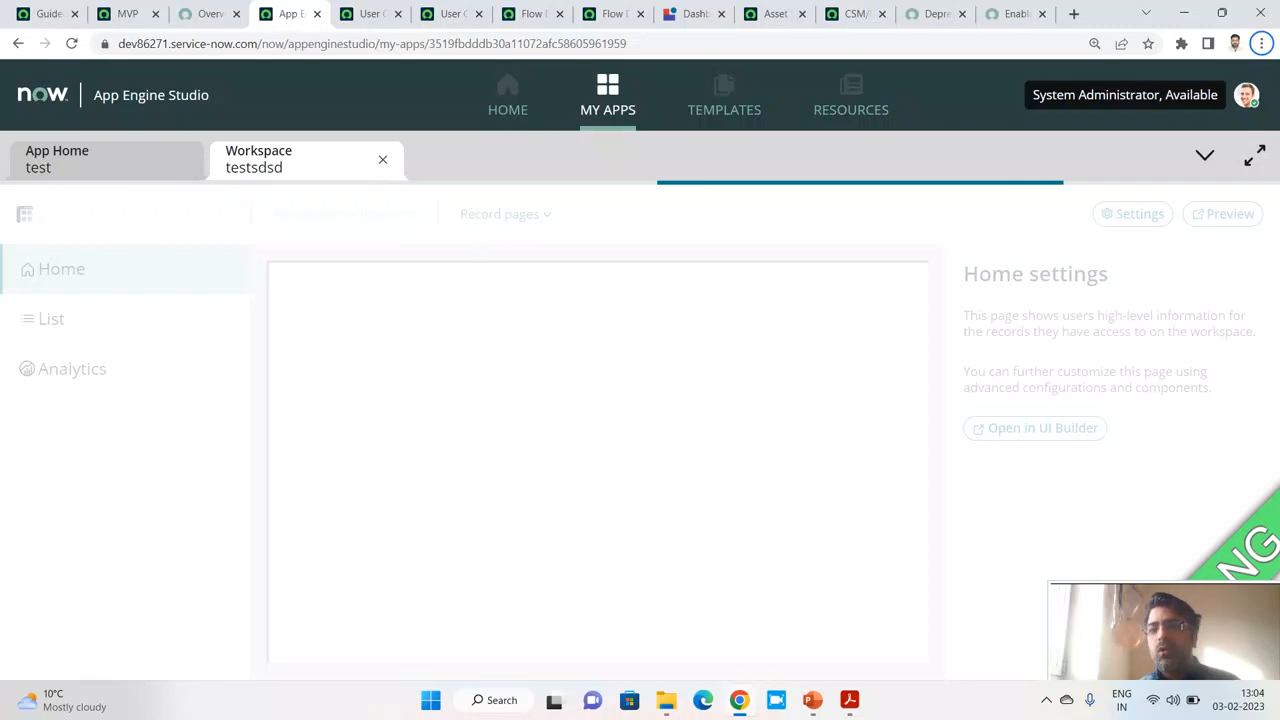 Guide
MVP
Overv
App E
User C
User C
Flow D
Flow D
Dashb
Asset
CSM/
Depre
Enable
dev86271.service-now.com/now/appenginestudio/my-apps/3519fbdddb30a11072afc5f605961959
now.
App Engine Studio
HOME
MY APPS
TEMPLATES
RESOURCES
System Administrator, Available
App Home
test
Workspace
testsdsd
Record pages
Settings
Preview
Home
List
Analytics
Home settings
This page shows users high-level information for
the records they have access to on the workspace.
You can further customize this page using
advanced configurations and components.
Open in UI Builder
NG
10°C
Mostly cloudy
Search
ENG
IN
13:04
03-02-2023